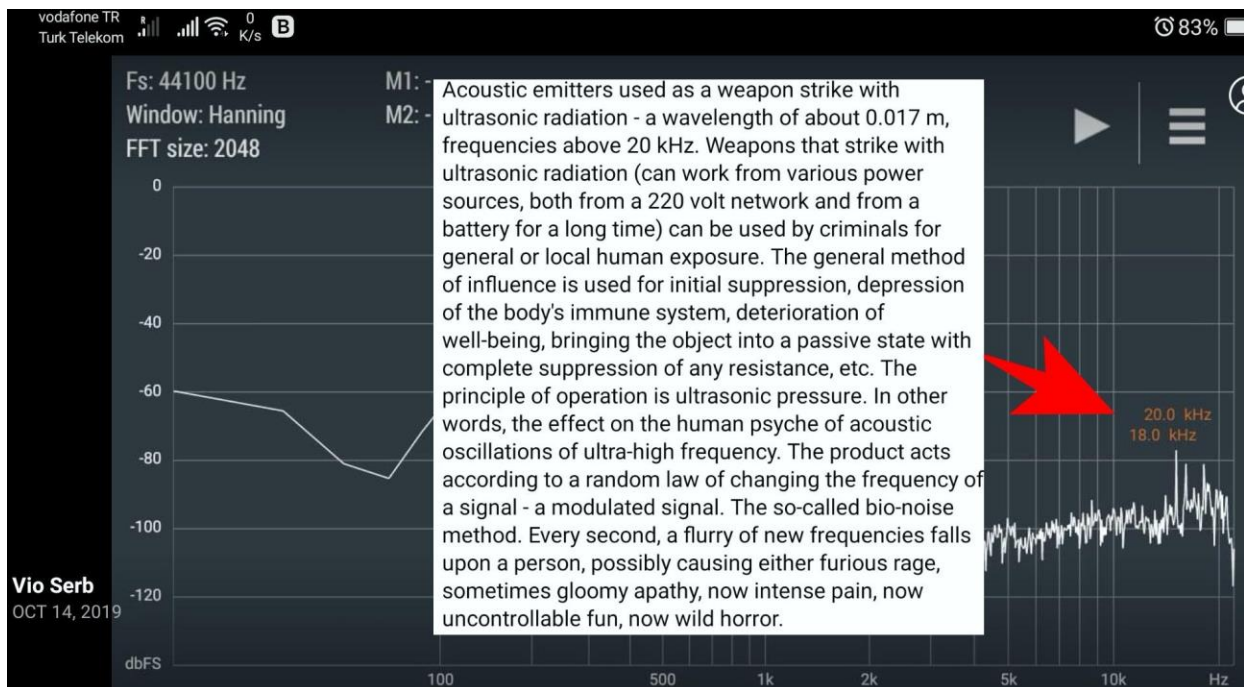 vodafone TR
Turk Telekom
R
0
K/s
B
83%
Fs: 44100 Hz
Window: Hanning
FFT size: 2048
M1: -
M2: -
Acoustic emitters used as a weapon strike with
ultrasonic radiation - a wavelength of about 0.017 m,
frequencies above 20 kHz. Weapons that strike with
ultrasonic radiation (can work from various power
sources, both from a 220 volt network and from a
battery for a long time) can be used by criminals for
general or local human exposure. The general method
of influence is used for initial suppression, depression
of the body's immune system, deterioration of
well-being, bringing the object into a passive state with
complete suppression of any resistance, etc. The
principle of operation is ultrasonic pressure. In other
words, the effect on the human psyche of acoustic
oscillations of ultra-high frequency. The product acts
according to a random law of changing the frequency of
a signal - a modulated signal. The so-called bio-noise
method. Every second, a flurry of new frequencies falls
upon a person, possibly causing either furious rage,
sometimes gloomy apathy, now intense pain, now
uncontrollable fun, now wild horror.
0
-20
-40
-60
-80
-100
-120
dbFS
20.0 kHz
18.0 kHz
Vio Serb
OCT 14, 2019
100 500 1k 2k 5k 10k Hz